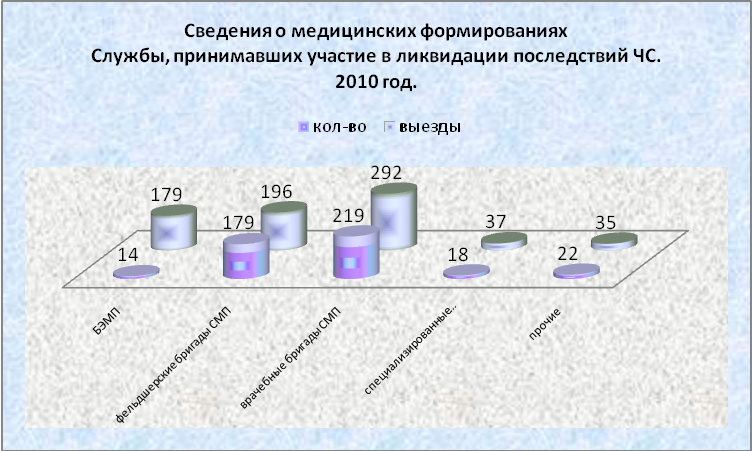 Сведения о медицинских формированиях
Службы, принимавших участие в ликвидации последствий ЧС.
2010 год.
кол-во выезды
179 196 292 37 35
14 179 219 18 22
БЭМП
фельдшерские бригады СМП
врачебные бригады СМП
специализированные..
прочие